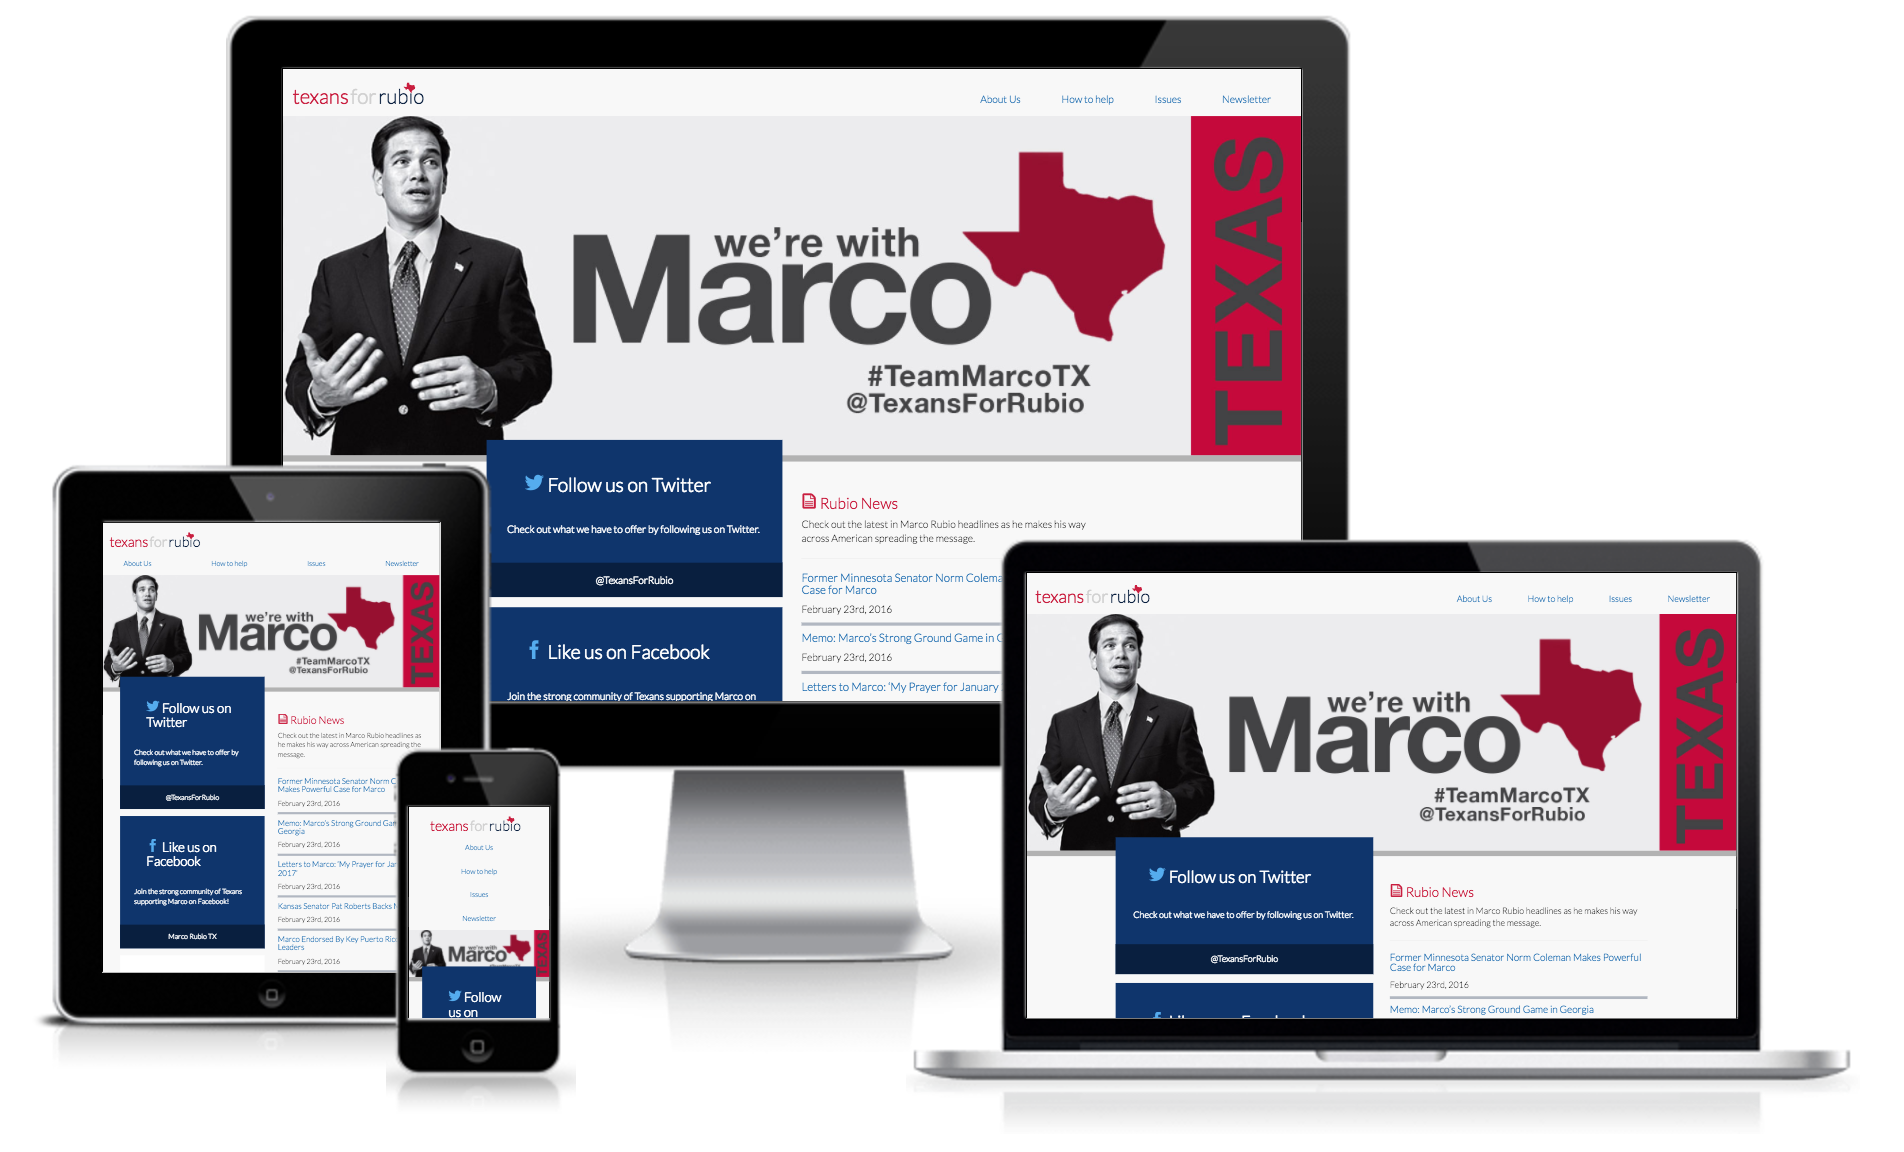 texansforrubio
About Us
How to help
Issues
Newsletter
we're with
Marco
#TeamMarcoTX
@TexansForRubio
TEXAS
Follow us on Twitter
Check out what we have to offer by following us on Twitter.
@TexansForRubio
Like us on Facebook
Join the strong community of Texans supporting Marco on
Rubio News
Check out the latest in Marco Rubio headlines as he makes his way
across American spreading the message.
Former Minnesota Senator Norm Colema
Case for Marco
February 23rd, 2016
Memo: Marco's Strong Ground Game in
February 23rd, 2016
Letters to Marco: 'My Prayer for January
texansforrubio
About Us
How to help
Issues
Newsletter
we're with
Marco
#TeamMarcoTX
@TexansForRubio
TEXAS
Follow us on
Twitter
Check out what we have to offer by
following us on Twitter.
@TexansForRubio
Like us on
Facebook
Join the strong community of Texans
supporting Marco on Facebook!
Marco Rubio TX
Rubio News
Check out the latest in Marco Rubio headlines as
he makes his way across American spreading the
message.
Former Minnesota Senator Norm C
Makes Powerful Case for Marco
February 23rd, 2016
Memo: Marco's Strong Ground Ga
Georgia
February 23rd, 2016
Letters to Marco: 'My Prayer for Jan
2017'
February 23rd, 2016
Kansas Senator Pat Roberts Backs
February 23rd, 2016
Marco Endorsed By Key Puerto Rico
Leaders
February 23rd, 2016
texansforrubio
About Us
How to help
Issues
Newsletter
Marco
TEXAS
Follow
us on
texansforrubio
About Us
How to help
Issues
Newsletter
we're with
Marco
#TeamMarcoTX
@TexansForRubio
TEXAS
Follow us on Twitter
Check out what we have to offer by following us on Twitter.
@TexansForRubio
Rubio News
Check out the latest in Marco Rubio headlines as he makes his way
across American spreading the message.
Former Minnesota Senator Norm Coleman Makes Powerful
Case for Marco
February 23rd, 2016
Memo: Marco's Strong Ground Game in Georgia